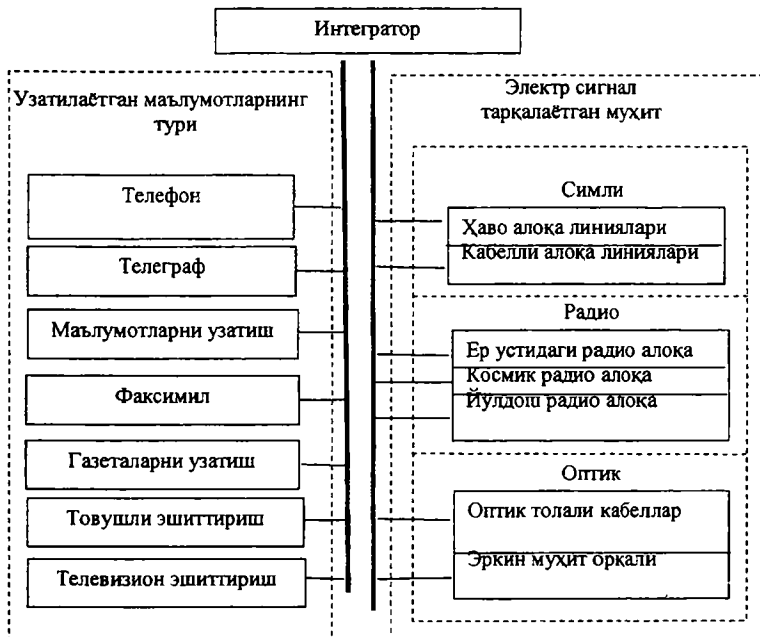 Интегратор
Узатилаётган маълумотларнинг
тури
Телефон
Телеграф
Маълумотларни узатиш
Факсимил
Газеталарни узатиш
Товушли эшиттириш
Телевизион эшиттириш
Электр сигнал
тарқалаётган муҳит
Симли
Ҳаво алоқа линиялари
Кабелли алоқа линиялари
Радио
Ер устидаги радио алоқа
Космик радио алоқа
Йўлдош радио алоқа
Оптик
Оптик толали кабеллар
Эркин муҳит орқали